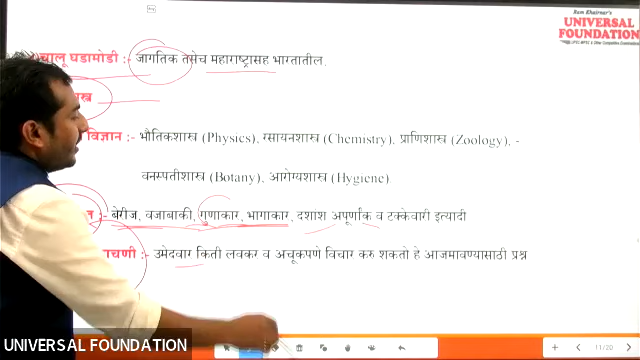 Ram Khairnar's
UNIVERSAL
FOUNDATION
चालू घडामोडी :- जागतिक तसेच महाराष्ट्रासह भारतातील.
विज्ञान :- भौतिकशास्त्र (Physics), रसायनशास्त्र (Chemistry), प्राणिशास्त्र (Zoology), -
वनस्पतीशास्त्र (Botany), आरोग्यशास्त्र (Hygiene)
:- बेरीज, वजाबाकी, गुणाकार, भागाकार, दशांश अपूर्णांक व टक्केवारी इत्यादी
चाचणी :- उमेदवार किती लवकर व अचूकपणे विचार करु शकतो हे आजमावण्यासाठी प्रश्न
UNIVERSAL FOUNDATION
11/20